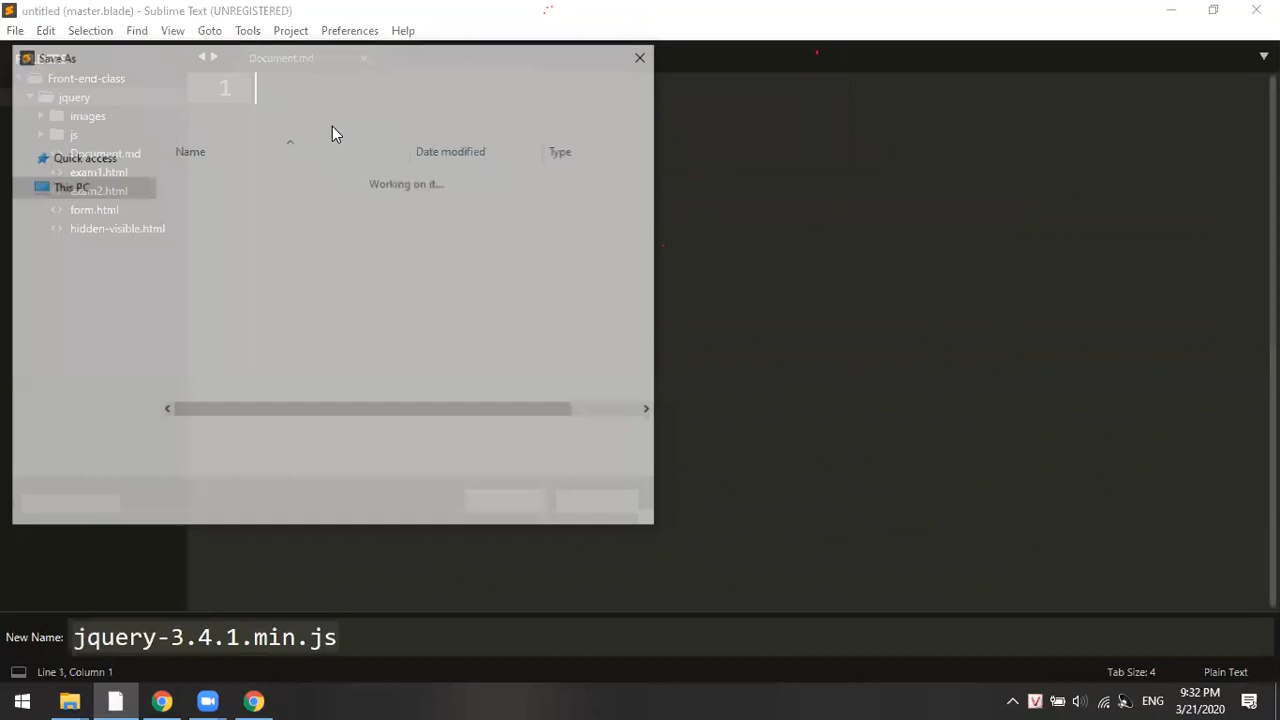 untitled (master.blade) - Sublime Text (UNREGISTERED)
File Edit Selection Find View Goto Tools Project Preferences Help
Save As
Document.md
Front-end-class
jquery
images
js
Document.md
exam1.html
exam2.html
form.html
hidden-visible.html
Quick access
This PC
1
Name Date modified Type
Working on it...
New Name: jquery-3.4.1.min.js
Line 1, Column 1 Tab Size: 4 Plain Text
V ENG 9:32 PM
3/21/2020